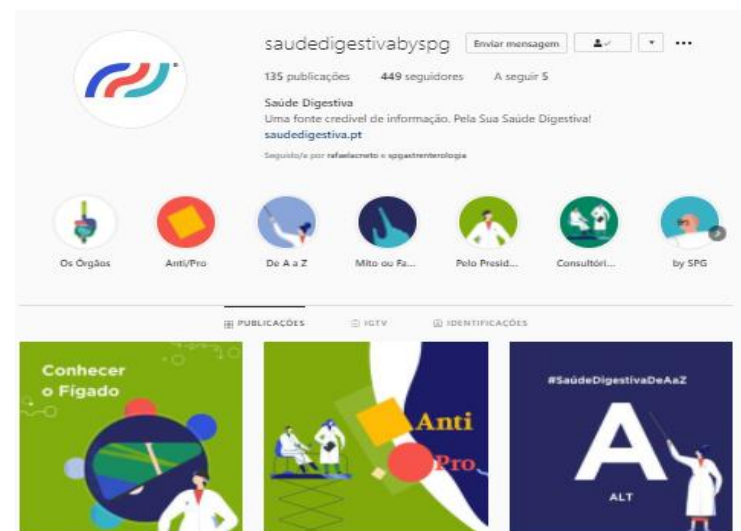 saudedigestivabyspg Enviar mensagem
135 publicações 449 seguidores A seguir 5
Saúde Digestiva
Uma fonte credível de informação. Pela Sua Saúde Digestiva!
saudedigestiva.pt
Seguido/a por rafaelacneto e spgastrenterologia
Os Órgãos Anti/Pro De A a Z Mito ou Fa... Pelo Presid... Consultóri... by SPG
PUBLICAÇÕES IGTV IDENTIFICAÇÕES
Conhecer
o Fígado
Anti
Pro
#SaúdeDigestivaDeAaZ
A
ALT